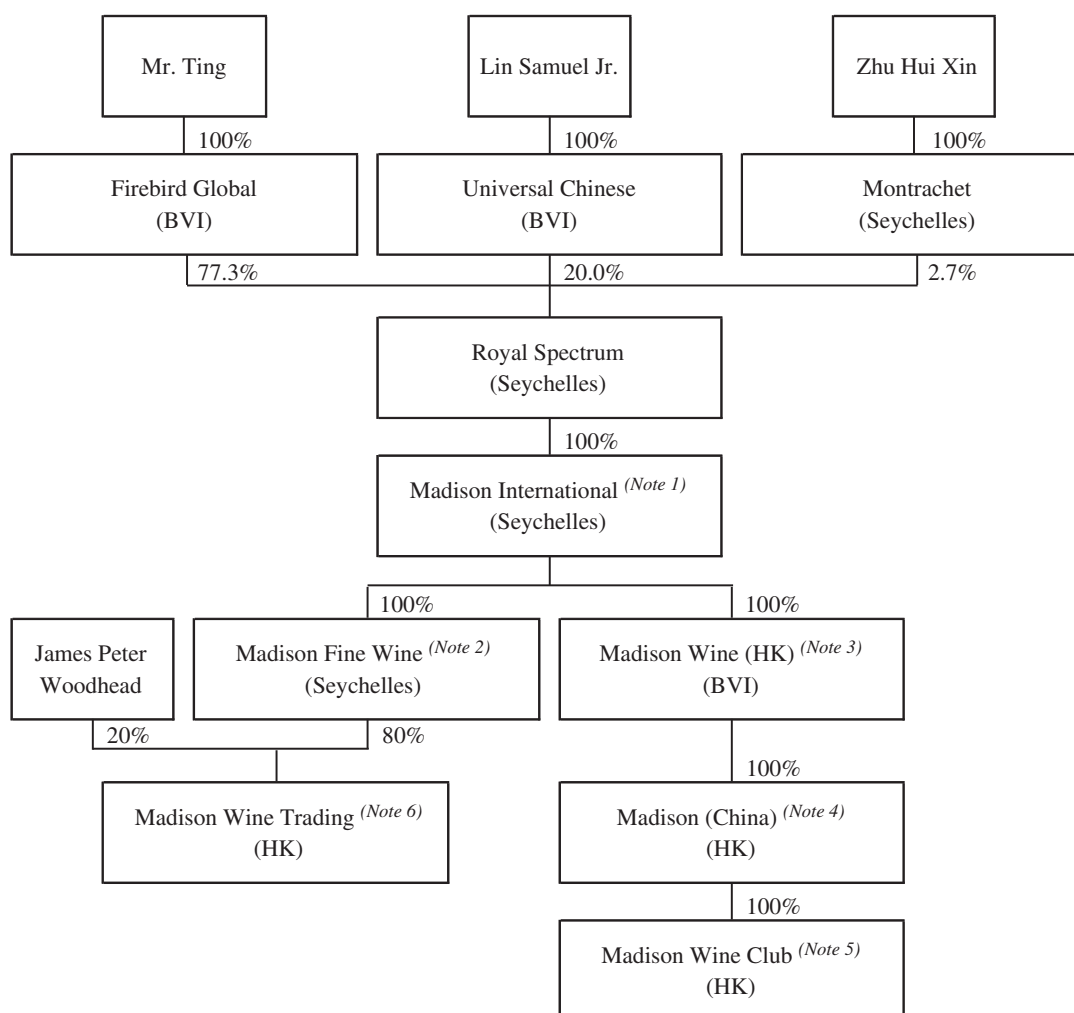 Mr. Ting
Lin Samuel Jr.
Zhu Hui Xin
100%
100%
100%
Firebird Global
(BVI)
Universal Chinese
(BVI)
Montrachet
(Seychelles)
77.3%
20.0%
2.7%
Royal Spectrum
(Seychelles)
100%
Madison International (Note 1)
(Seychelles)
100%
100%
James Peter
Woodhead
Madison Fine Wine (Note 2)
(Seychelles)
Madison Wine (HK) (Note 3)
(BVI)
20%
80%
100%
Madison Wine Trading (Note 6)
(HK)
Madison (China) (Note 4)
(HK)
100%
Madison Wine Club (Note 5)
(HK)